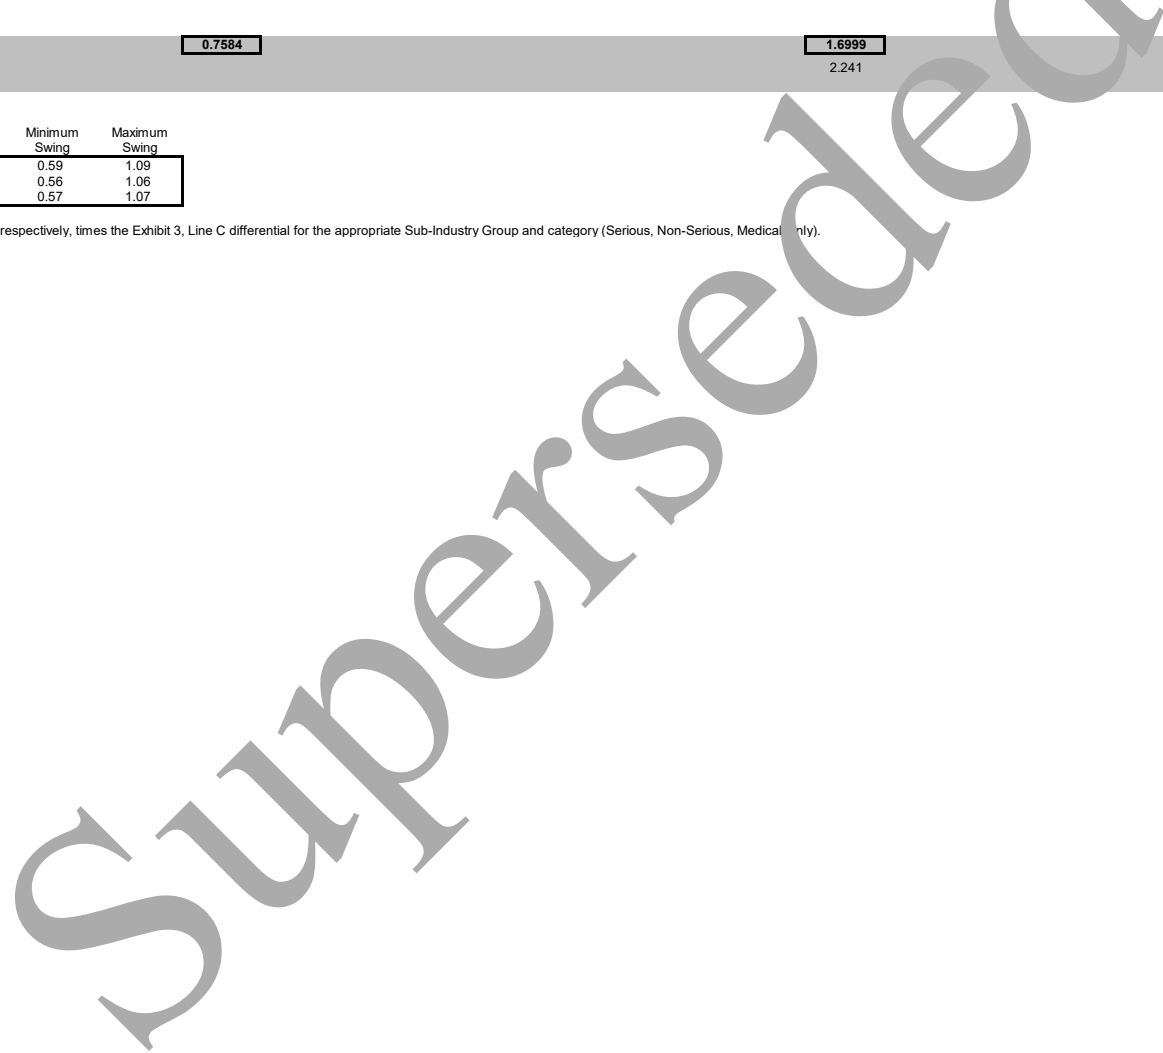 0.7584 1.6999
2.241
Minimum Maximum
Swing Swing
0.59 1.09
0.56 1.06
0.57 1.07
respectively, times the Exhibit 3, Line C differential for the appropriate Sub-Industry Group and category (Serious, Non-Serious, Medical nly).
Superseded